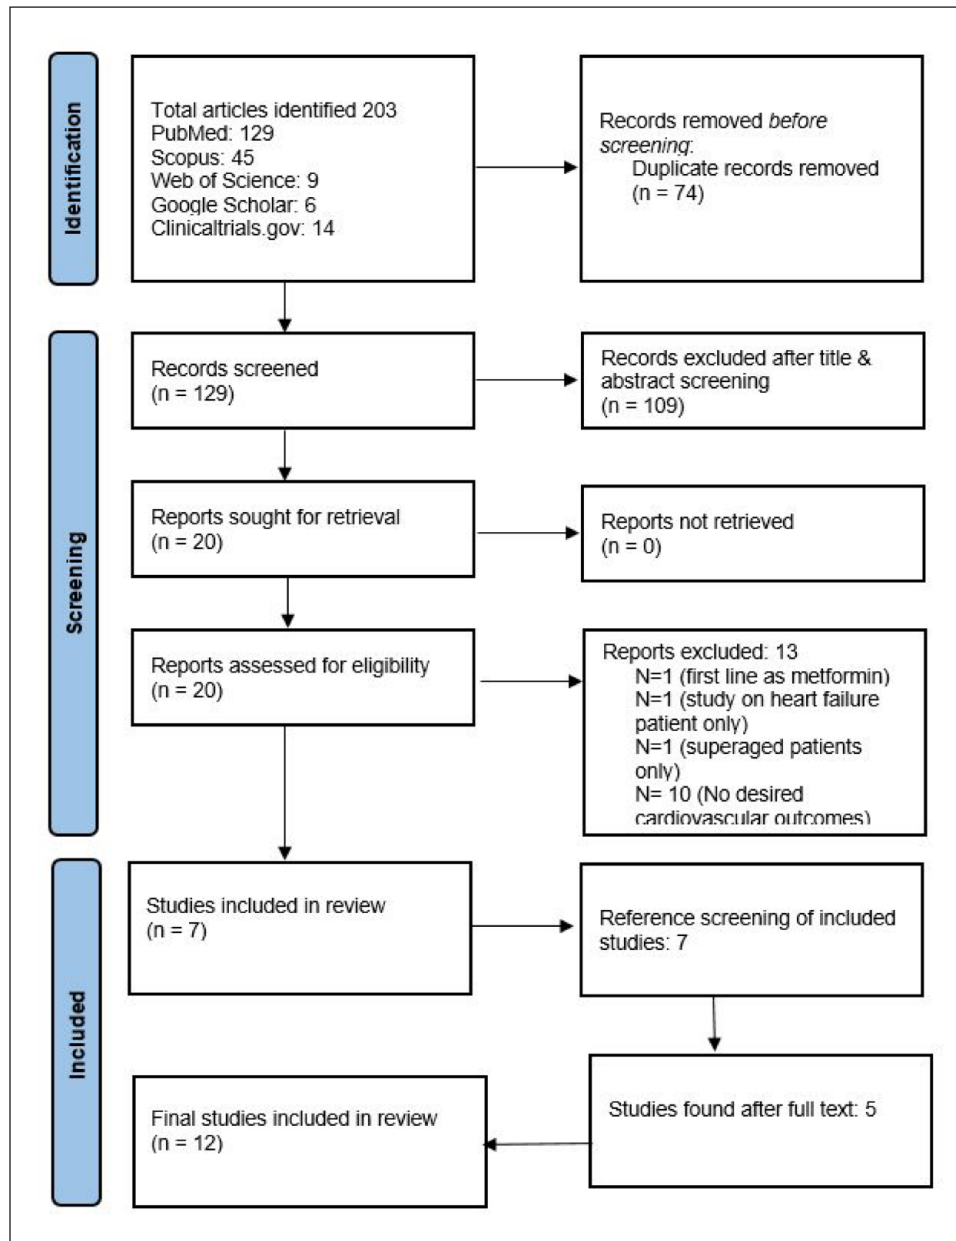 Identification
Total articles identified 203
PubMed: 129
Scopus: 45
Web of Science: 9
Google Scholar: 6
Clinicaltrials.gov: 14
Records removed before
screening:
Duplicate records removed
(n = 74)
Screening
Records screened
(n = 129)
Records excluded after title &
abstract screening
(n = 109)
Reports sought for retrieval
(n = 20)
Reports not retrieved
(n = 0)
Reports assessed for eligibility
(n = 20)
Reports excluded: 13
N=1 (first line as metformin)
N=1 (study on heart failure
patient only)
N=1 (superaged patients
only)
N= 10 (No desired
cardiovascular outcomes)
Included
Studies included in review
(n = 7)
Reference screening of included
studies: 7
Studies found after full text: 5
Final studies included in review
(n = 12)